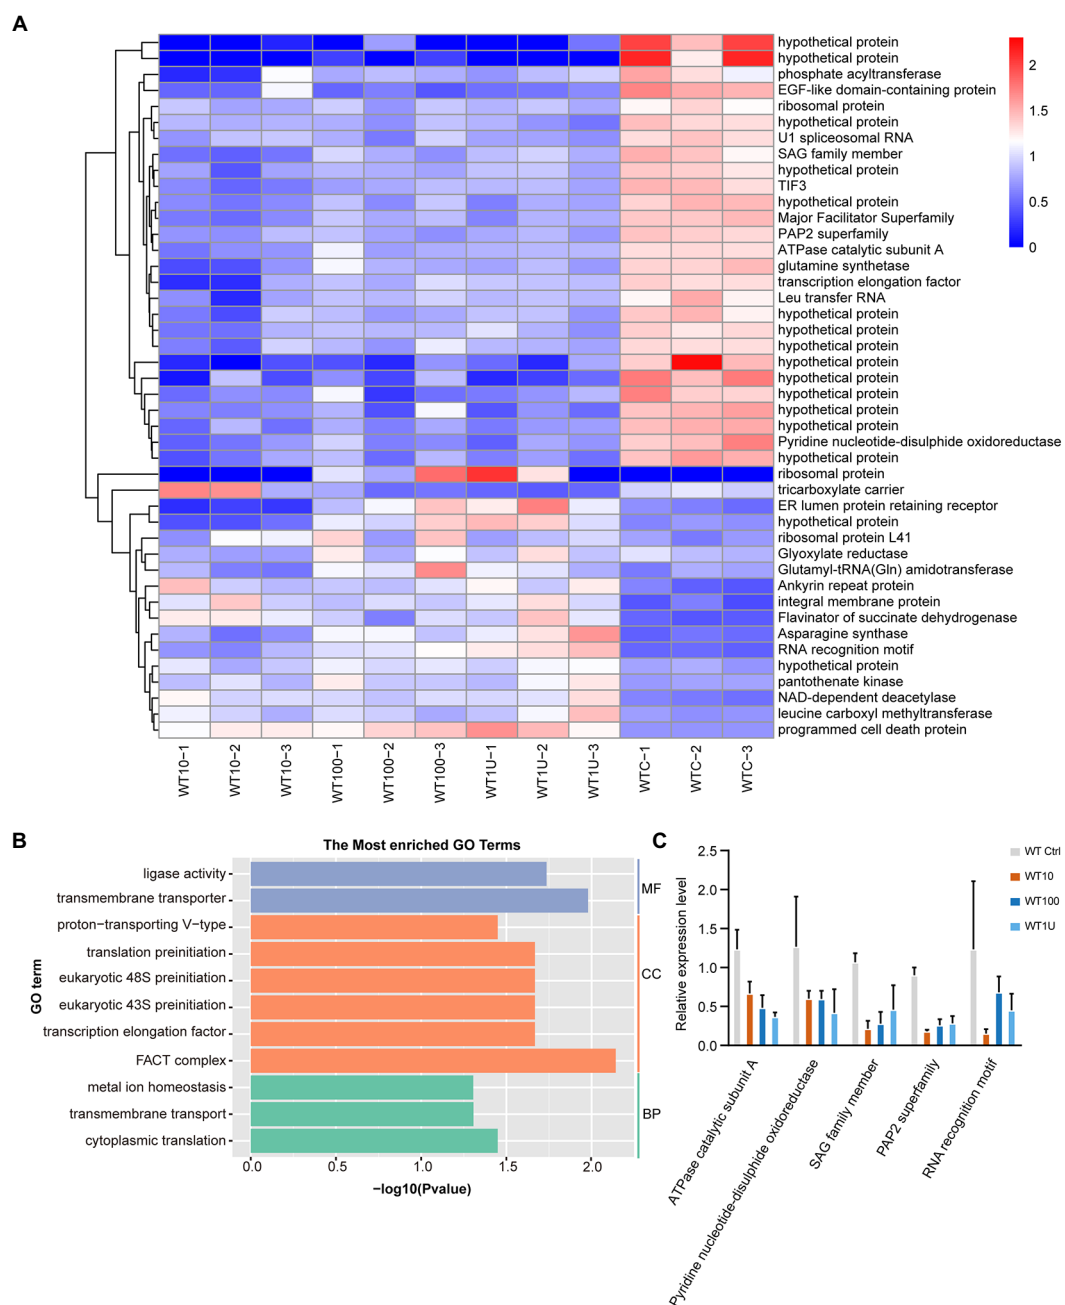 A
hypothetical protein
hypothetical protein
phosphate acyltransferase
EGF-like domain-containing protein
ribosomal protein
hypothetical protein
U1 spliceosomal RNA
SAG family member
hypothetical protein
TIF3
hypothetical protein
Major Facilitator Superfamily
PAP2 superfamily
ATPase catalytic subunit A
glutamine synthetase
transcription elongation factor
Leu transfer RNA
hypothetical protein
hypothetical protein
hypothetical protein
hypothetical protein
hypothetical protein
hypothetical protein
hypothetical protein
hypothetical protein
Pyridine nucleotide-disulphide oxidoreductase
hypothetical protein
ribosomal protein
tricarboxylate carrier
ER lumen protein retaining receptor
hypothetical protein
ribosomal protein L41
Glyoxylate reductase
Glutamyl-tRNA(Gln) amidotransferase
Ankyrin repeat protein
integral membrane protein
Flavinator of succinate dehydrogenase
Asparagine synthase
RNA recognition motif
hypothetical protein
pantothenate kinase
NAD-dependent deacetylase
leucine carboxyl methyltransferase
programmed cell death protein
2
1.5
1
0.5
0
WT10−1
WT10−2
WT10−3
WT100−1
WT100−2
WT100−3
WT1U−1
WT1U−2
WT1U−3
WTC−1
WTC−2
WTC−3
B
The Most enriched GO Terms
GO term
ligase activity
transmembrane transporter
proton−transporting V−type
translation preinitiation
eukaryotic 48S preinitiation
eukaryotic 43S preinitiation
transcription elongation factor
FACT complex
metal ion homeostasis
transmembrane transport
cytoplasmic translation
MF
CC
BP
0.0
0.5
1.0
1.5
2.0
−log10(Pvalue)
C
Relative expression level
2.5
2.0
1.5
1.0
0.5
0.0
WT Ctrl
WT10
WT100
WT1U
ATPase catalytic subunit A
Pyridine nucleotide-disulphide oxidoreductase
SAG family member
PAP2 superfamily
RNA recognition motif